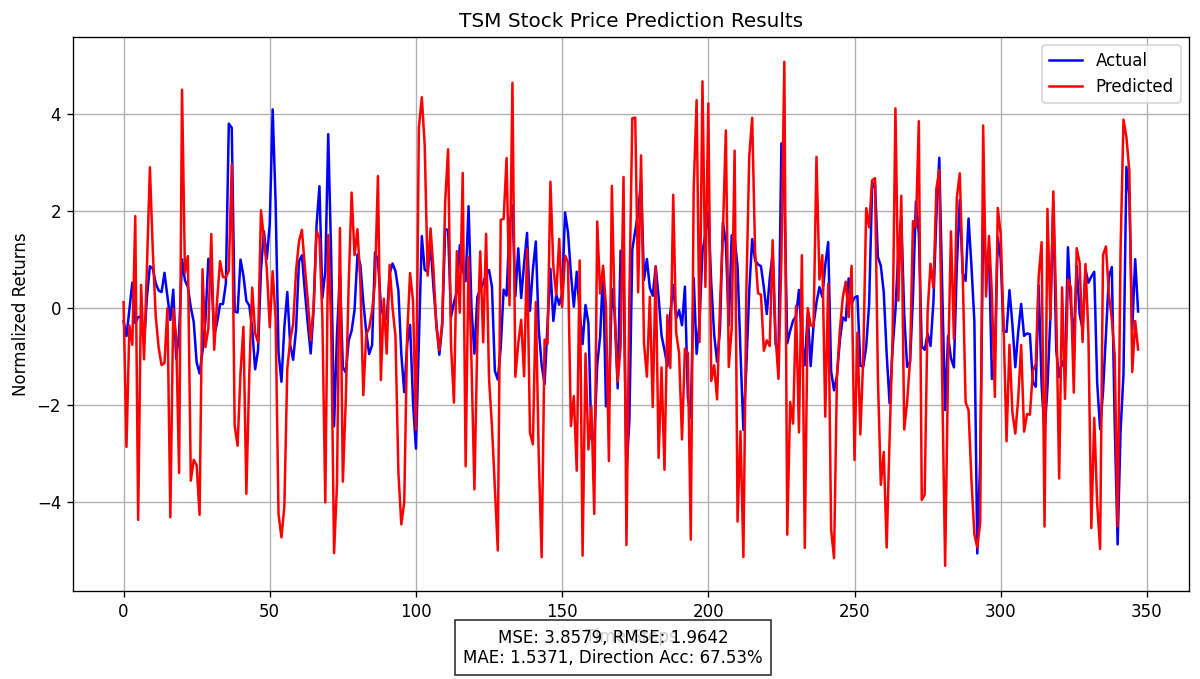 TSM Stock Price Prediction Results
Actual
Predicted
Normalized Returns
4
2
0
−2
−4
0 50 100 150 200 250 300 350
MSE: 3.8579, RMSE: 1.9642
MAE: 1.5371, Direction Acc: 67.53%